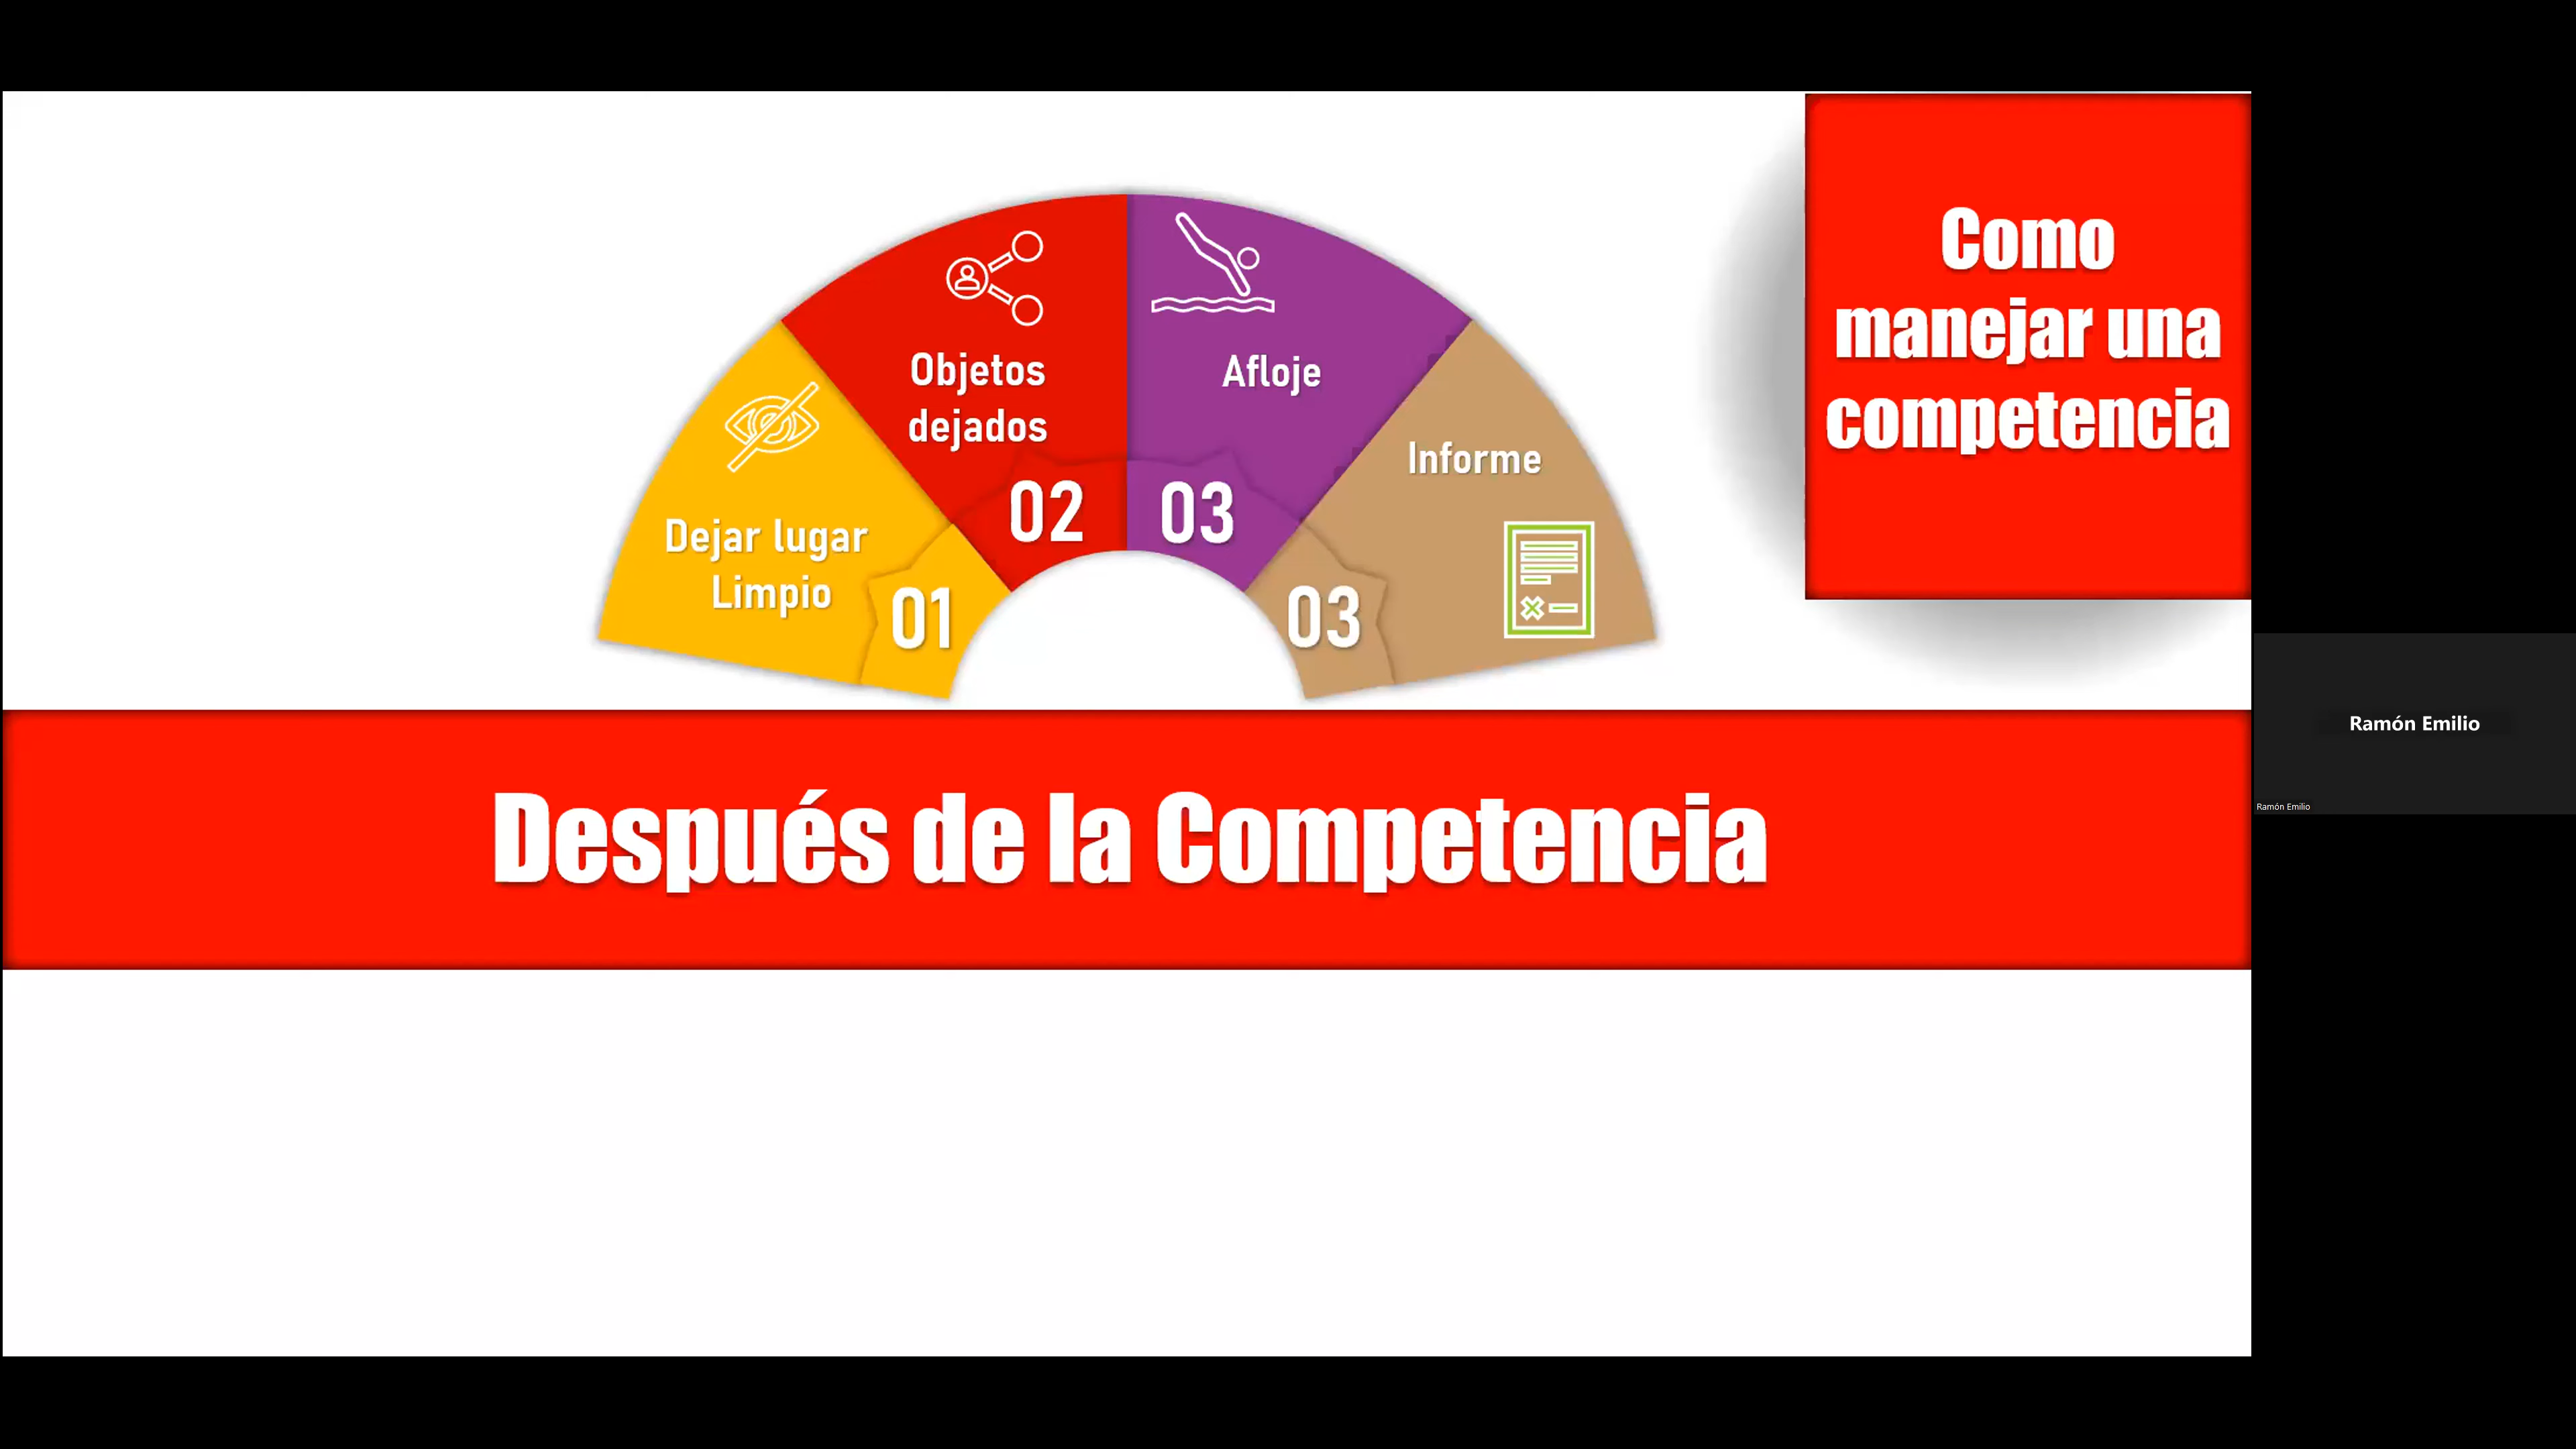 Como
manejar una
competencia
Objetos
dejados
02
Afloje
03
Dejar lugar
Limpio
01
Informe
03
Después de la Competencia
Ramón Emilio
Ramón Emilio